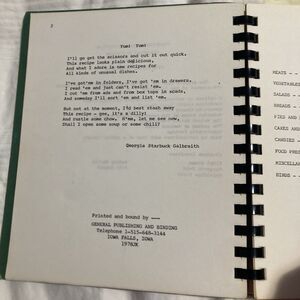 2
Yum! Yum!
I'll go get the scissors and cut it out quick.
This recipe looks plain delicious,
And what I adore is new recipes for
All kinds of unusual dishes.
I've got'em in folders, I've got 'em in drawers.
I read 'em and just can't resist 'em.
I cut 'em from ads and from box tops in scads,
And someday I'll sort 'em and list 'em.
But not at the moment, I'd best stash away
This recipe - gee, it's a dilly!
And rustle some chow, H'mm, let me see now,
Shall I open some soup or some chili?
Georgia Starbuck Galbraith
Printed and bound by
GENERAL PUBLISHING AND BINDING
Telephone 1-515-648-3144
IOWA FALLS, IOWA
1978JK
MEATS - -
VEGETABLES
SALADS -
BREADS -
PIES AND
CAKES AND
CANDIES -
FOOD PRES
MISCELLAN
BIRDS - -